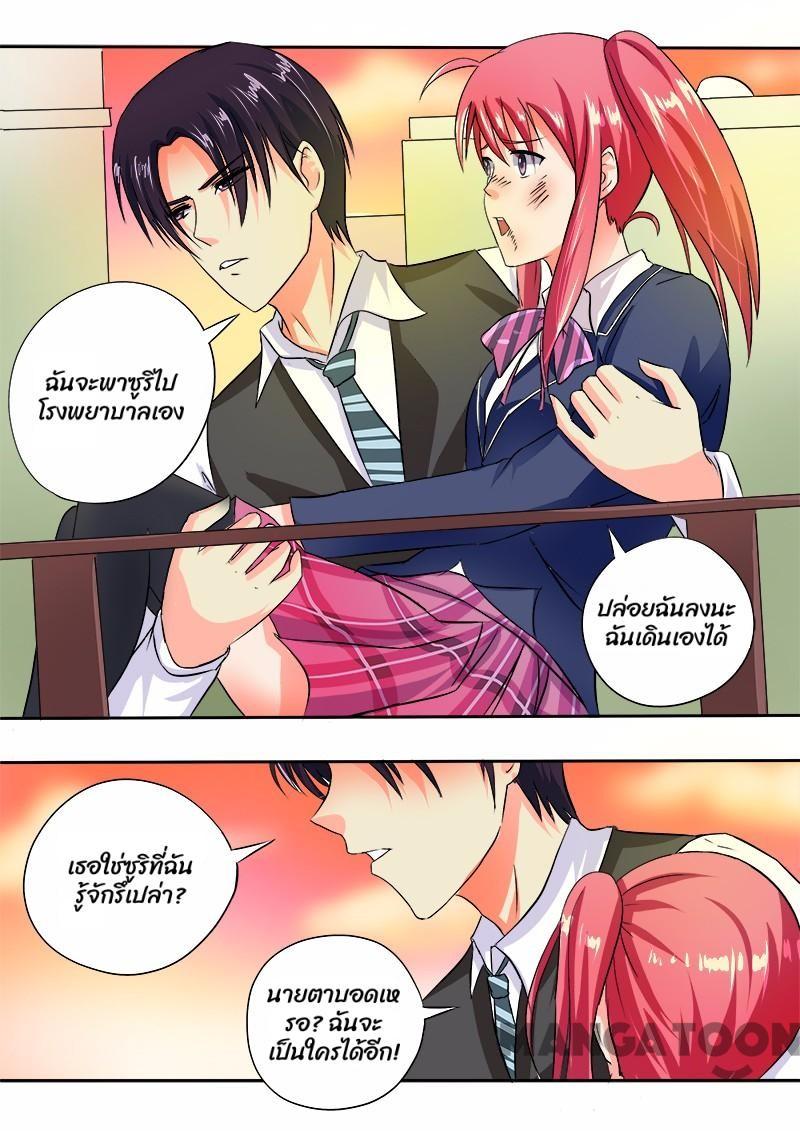 ฉันจะพาซูริไป
โรงพยาบาลเอง
ปล่อยฉันลงนะ
ฉันเดินเองได้
เธอใช่ซูริที่ฉัน
รู้จักรึเปล่า?
นายตาบอดเห
รอ? ฉันจะ
เป็นใครได้อีก!
MANGA TOON